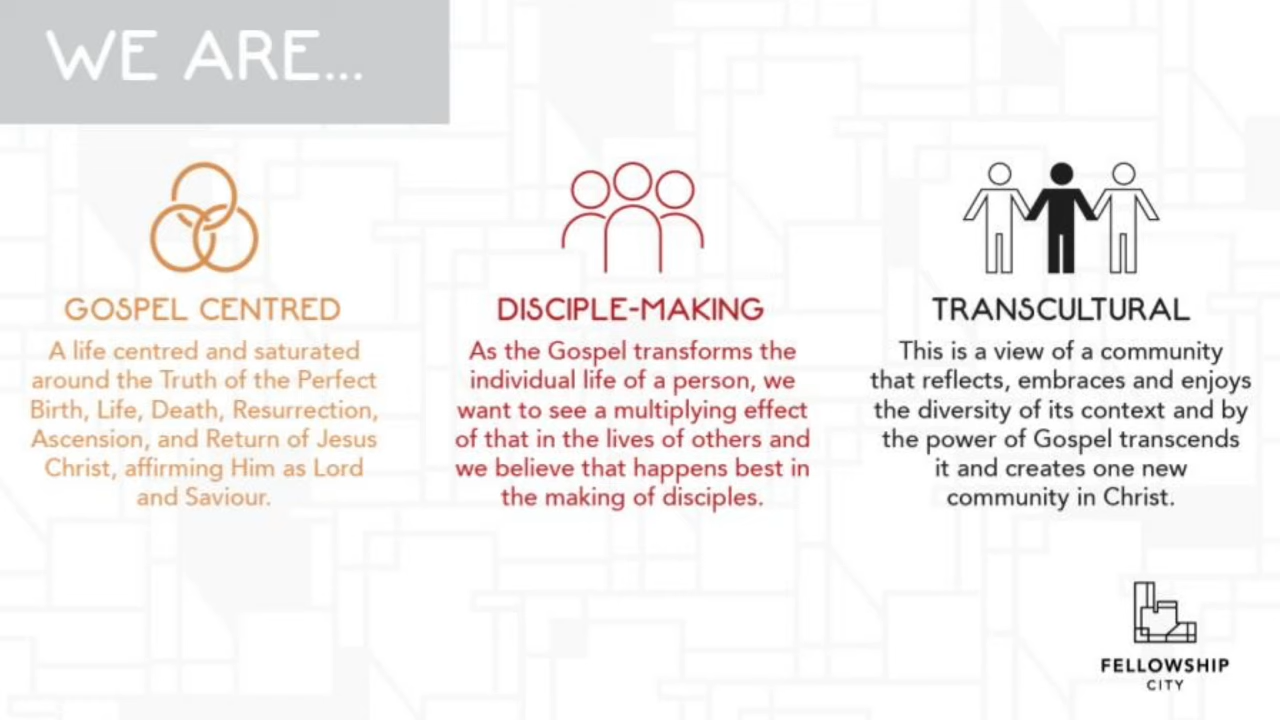 WE ARE...
GOSPEL CENTRED
A life centred and saturated
around the Truth of the Perfect
Birth, Life, Death, Resurrection,
Ascension, and Return of Jesus
Christ, affirming Him as Lord
and Saviour.
DISCIPLE-MAKING
As the Gospel transforms the
individual life of a person, we
want to see a multiplying effect
of that in the lives of others and
we believe that happens best in
the making of disciples.
TRANSCULTURAL
This is a view of a community
that reflects, embraces and enjoys
the diversity of its context and by
the power of Gospel transcends
it and creates one new
community in Christ.
FELLOWSHIP
CITY